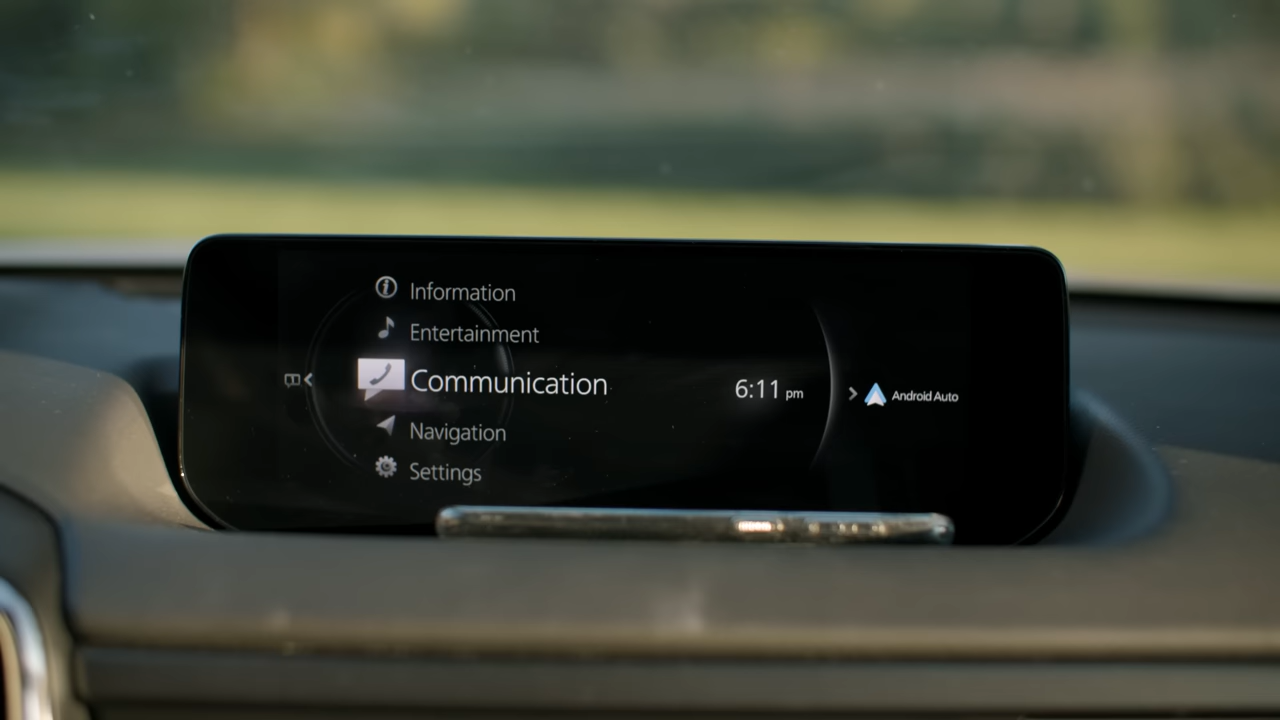 Information
Entertainment
Communication
Navigation
Settings
6:11 pm
Android Auto